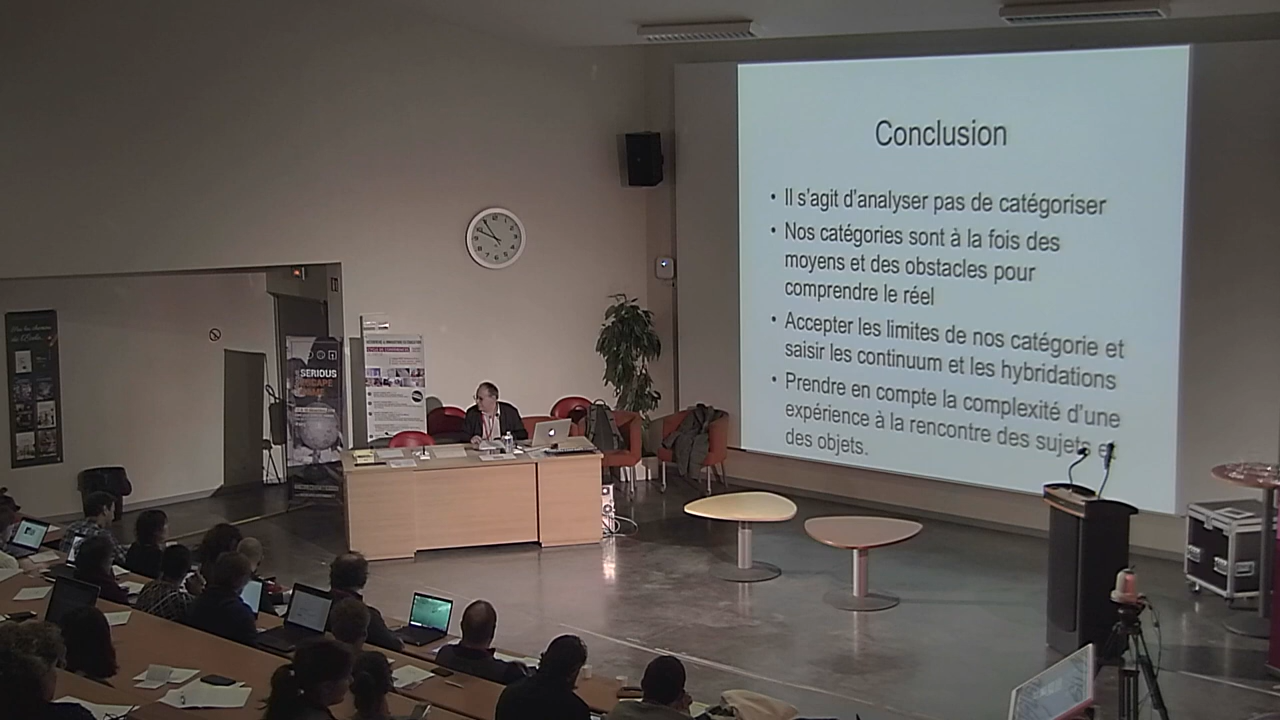 Conclusion
• Il s'agit d'analyser pas de catégoriser
• Nos catégories sont à la fois des
moyens et des obstacles pour
comprendre le réel
• Accepter les limites de nos catégorie et
saisir les continuum et les hybridations
• Prendre en compte la complexité d'une
expérience à la rencontre des sujets et
des objets.
SERIOUS
ESCAPE
GAME